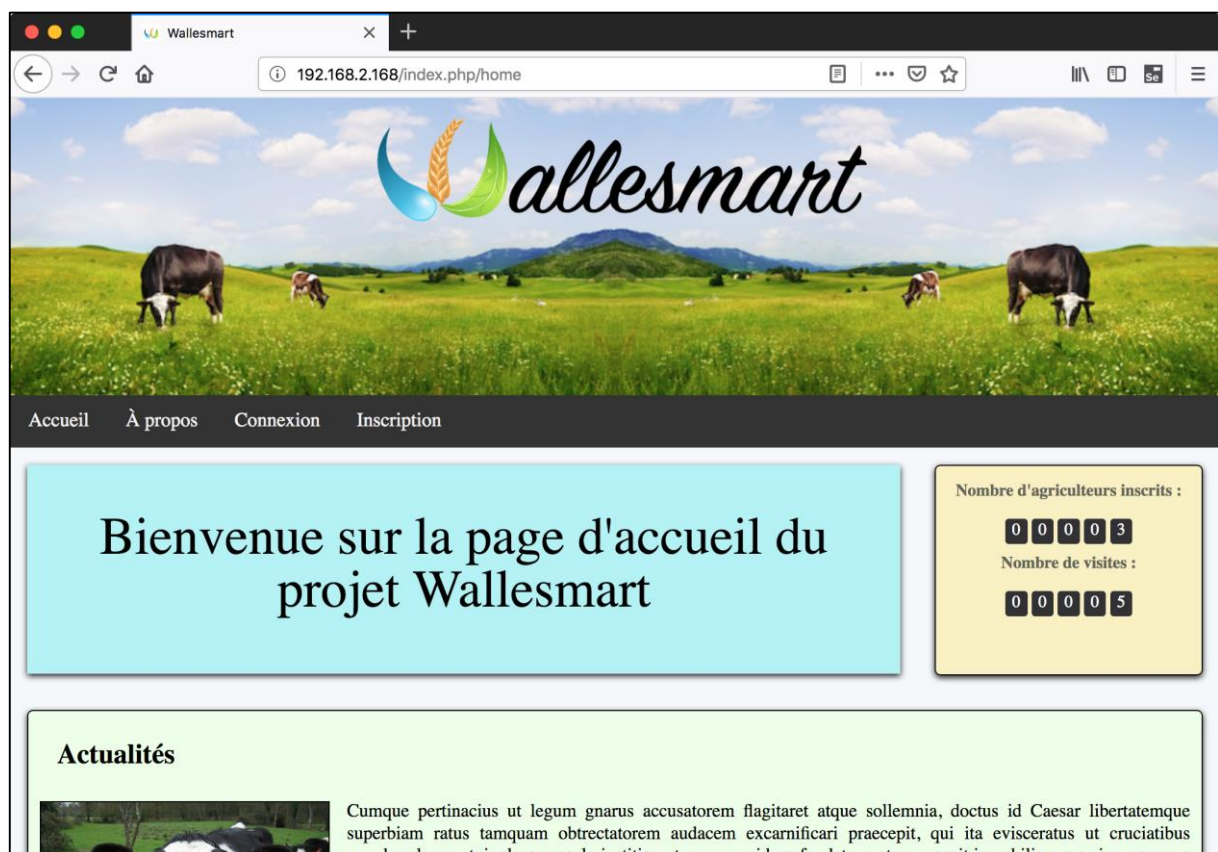 Wallesmart
192.168.2.168/index.php/home
Se
Wallesmart
Accueil À propos Connexion Inscription
Bienvenue sur la page d'accueil du
projet Wallesmart
Nombre d'agriculteurs inscrits :
0 0 0 0 3
Nombre de visites :
0 0 0 0 5
Actualités
Cumque pertinacius ut legum gnarus accusatorem flagitaret atque sollemnia, doctus id Caesar libertatemque
superbiam ratus tamquam obtrectatorem audacem excarnificari praecepit, qui ita evisceratus ut cruciatibus